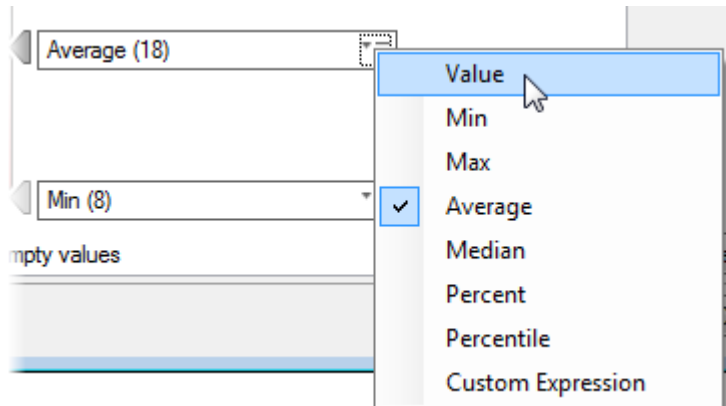 Average (18)
Value
Min
Max
Min (8)
Average
mpty values
Median
Percent
Percentile
Custom Expression